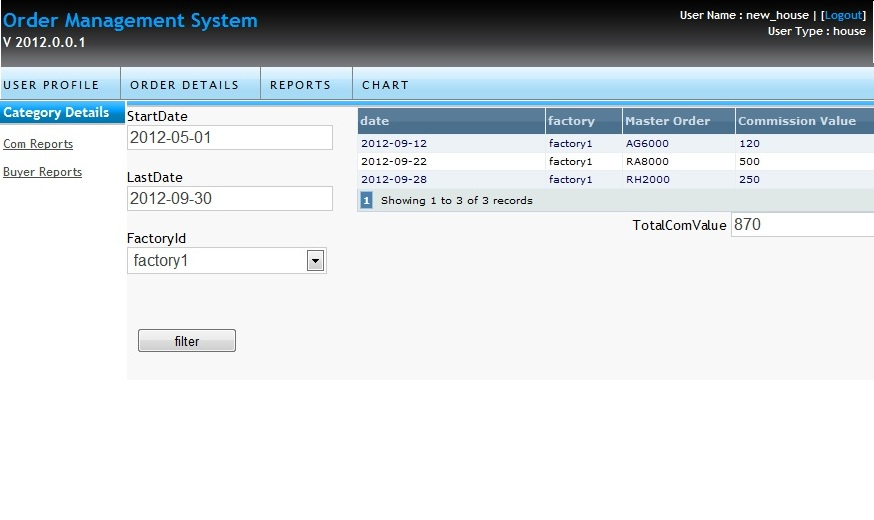 Order Management System
V 2012.0.0.1
User Name : new_house | [Logout]
User Type : house
USER PROFILE
ORDER DETAILS
REPORTS
CHART
Category Details
Com Reports
Buyer Reports
StartDate
2012-05-01
LastDate
2012-09-30
FactoryId
factory1
filter
date factory Master Order Commission Value
2012-09-12 factory1 AG6000 120
2012-09-22 factory1 RA8000 500
2012-09-28 factory1 RH2000 250
1 Showing 1 to 3 of 3 records
TotalComValue 870